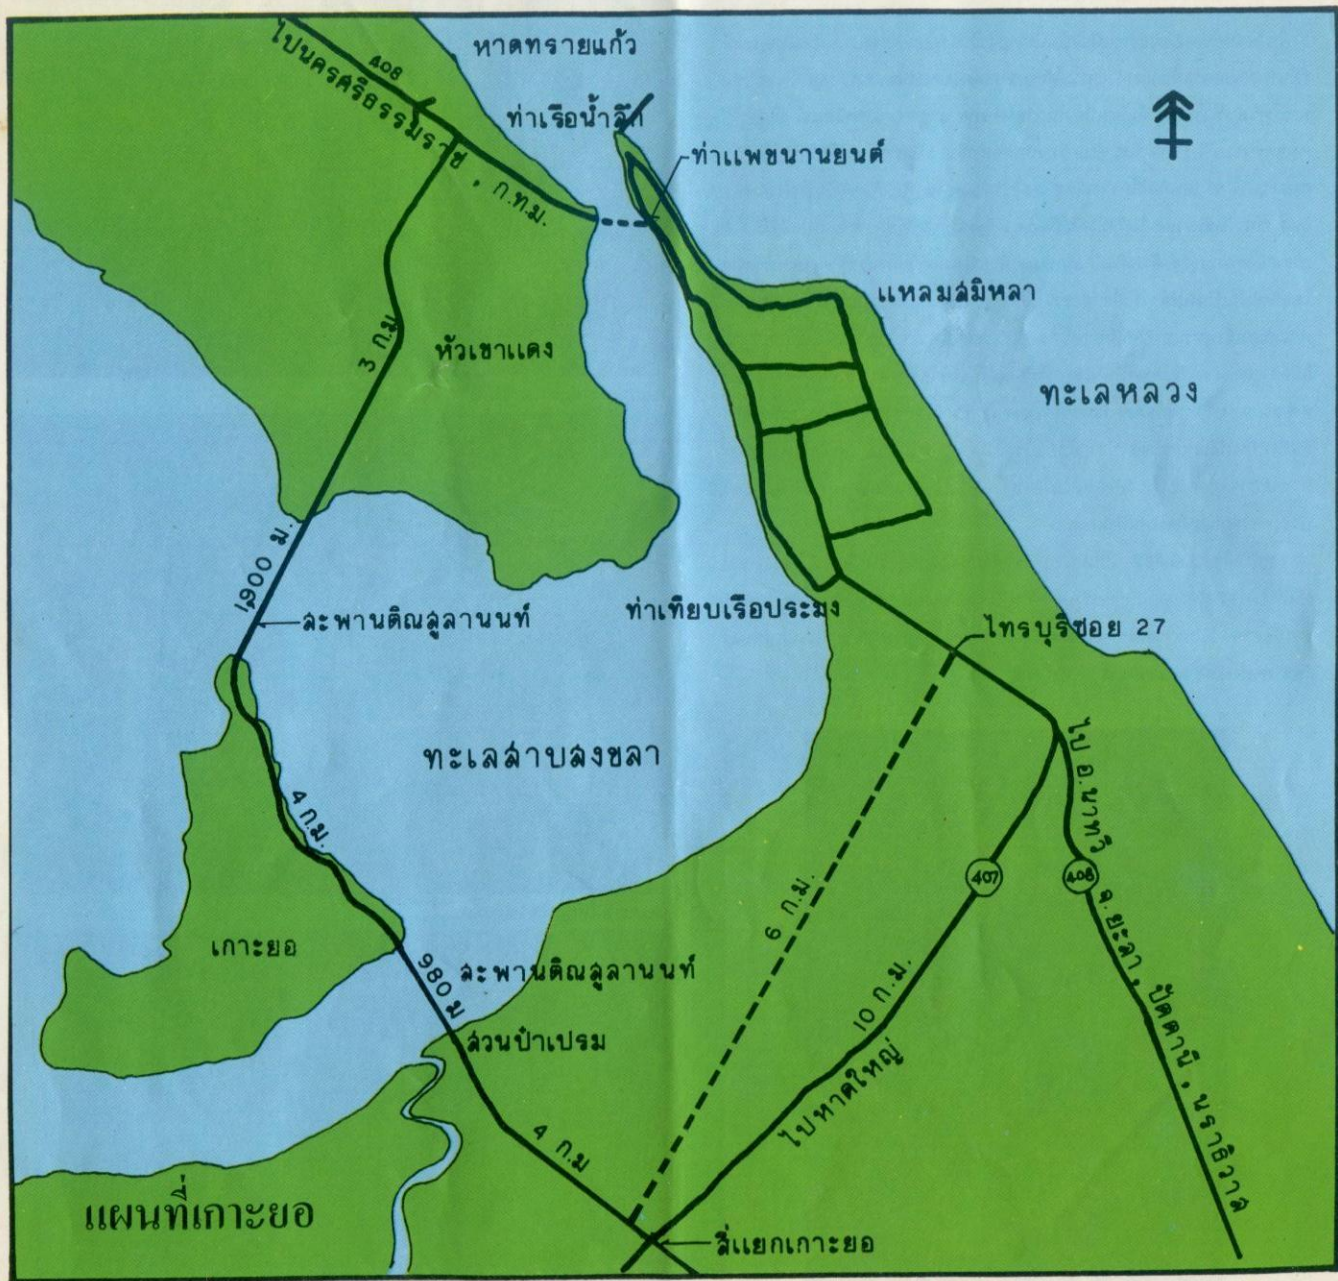 หาดทรายแก้ว
408
ไปนครศรีธรรมราช , ก.ท.ม.
ท่าเรือน้ำลึก
ท่าแพขนานยนต์
แหลมสมิหลา
3 ก.ม
หัวเขาแดง
ทะเลหลวง
1,900 ม.
สะพานติณสูลานนท์
ท่าเทียบเรือประมง
ไทรบุรีซอย 27
ทะเลสาบสงขลา
ไป อ.นาทวี จ.ยะลา, ปัตตานี , นราธิวาส
4 ก.ม.
407
408
6 ก.ม.
เกาะยอ
980 ม
สะพานติณสูลานนท์
10 ก.ม.
สวนป๋าเปรม
ไปหาดใหญ่
4 ก.ม
แผนที่เกาะยอ
สี่แยกเกาะยอ